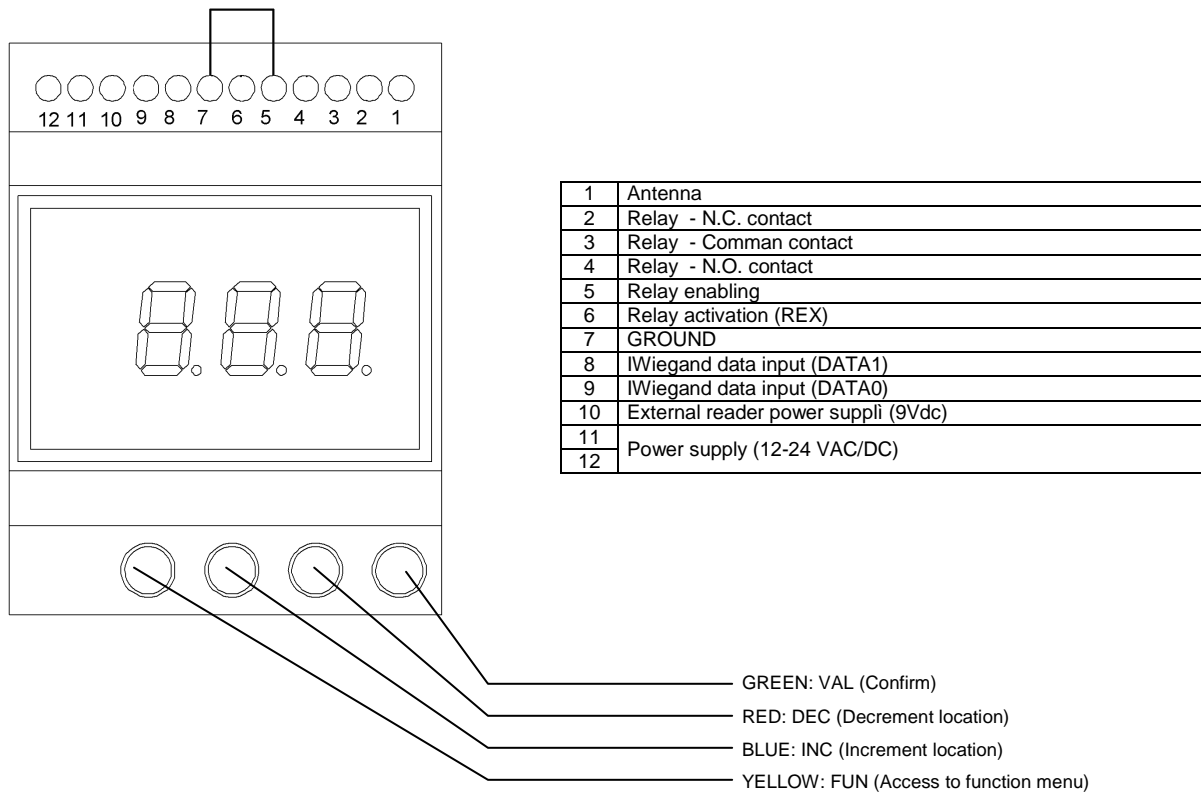 12 11 10 9 8 7 6 5 4 3 2 1
8.8.8.
1 Antenna
2 Relay - N.C. contact
3 Relay - Comman contact
4 Relay - N.O. contact
5 Relay enabling
6 Relay activation (REX)
7 GROUND
8 IWiegand data input (DATA1)
9 IWiegand data input (DATA0)
10 External reader power supplì (9Vdc)
11
12 Power supply (12-24 VAC/DC)
GREEN: VAL (Confirm)
RED: DEC (Decrement location)
BLUE: INC (Increment location)
YELLOW: FUN (Access to function menu)